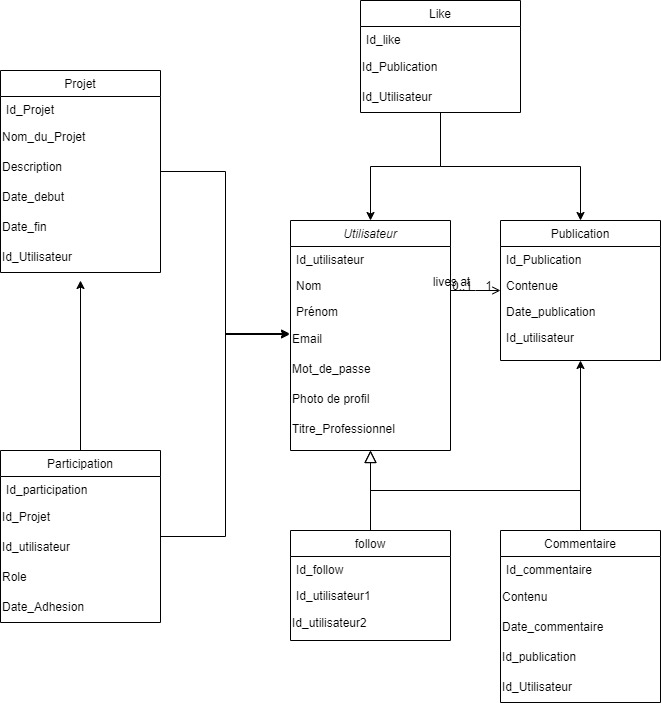 Like
Id_like
Id_Publication
Id_Utilisateur
Projet
Id_Projet
Nom_du_Projet
Description
Date_debut
Date_fin
Id_Utilisateur
Utilisateur
Id_utilisateur
Nom
Prénom
Email
Mot_de_passe
Photo de profil
Titre_Professionnel
lives at
0..1 1
Publication
Id_Publication
Contenue
Date_publication
Id_utilisateur
Participation
Id_participation
Id_Projet
Id_utilisateur
Role
Date_Adhesion
follow
Id_follow
Id_utilisateur1
Id_utilisateur2
Commentaire
Id_commentaire
Contenu
Date_commentaire
Id_publication
Id_Utilisateur